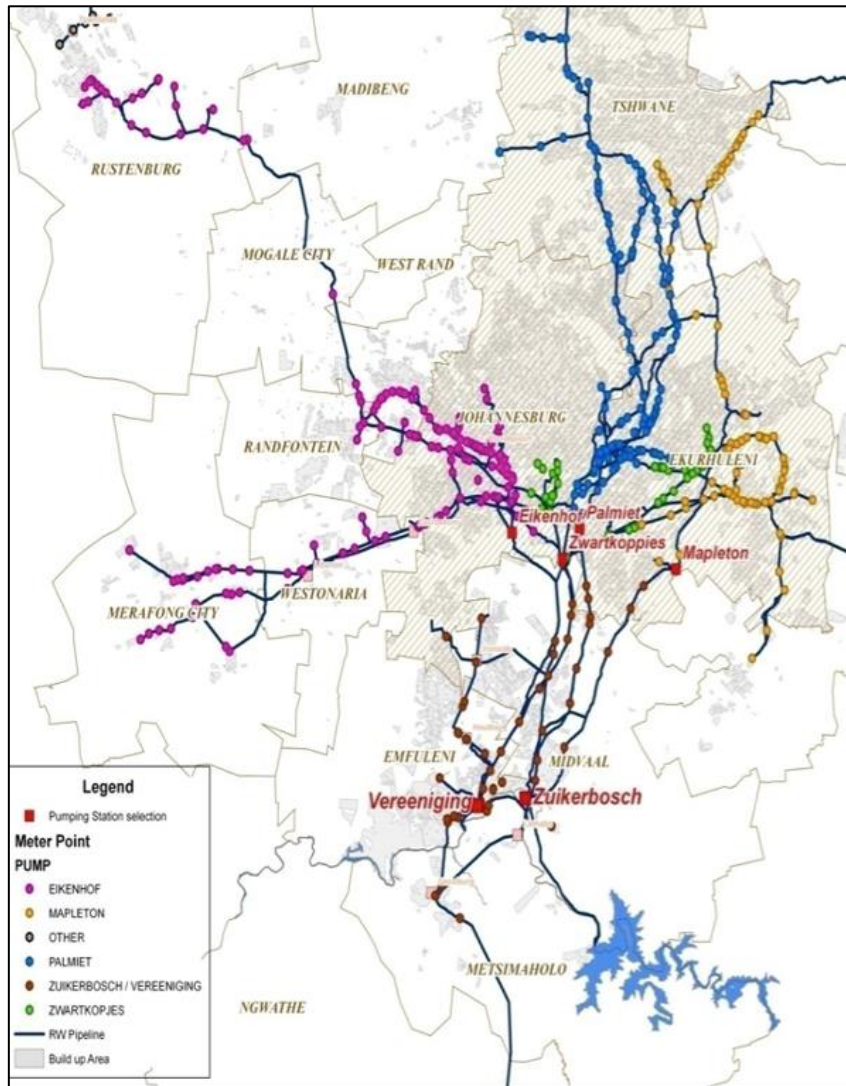 MADIBENG
TSHWANE
RUSTENBURG
MOGALE CITY
WEST RAND
JOHANNESBURG
RANDFONTEIN
EKURHULENI
Eikenhof
Palmiet
Zwartkoppies
Mapleton
WESTONARIA
MERAFONG CITY
EMFULENI
MIDVAAL
Vereeniging
Zuikerbosch
METSIMAHOLO
NGWATHE
Legend
Pumping Station selection
Meter Point
PUMP
EIKENHOF
MAPLETON
OTHER
PALMIET
ZUIKERBOSCH / VEREENIGING
ZWARTKOPJES
RW Pipeline
Build up Area